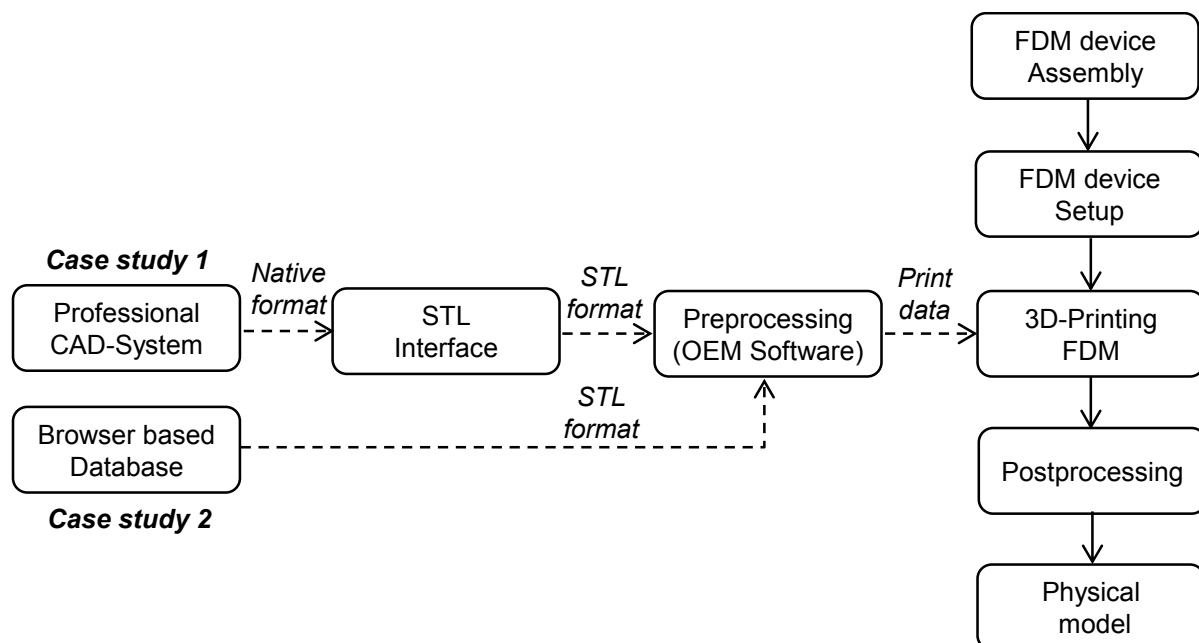 FDM device
Assembly
FDM device
Setup
Case study 1
Professional
CAD-System
Native
format
STL
Interface
STL
format
Preprocessing
(OEM Software)
Print
data
3D-Printing
FDM
Browser based
Database
Case study 2
STL
format
Postprocessing
Physical
model